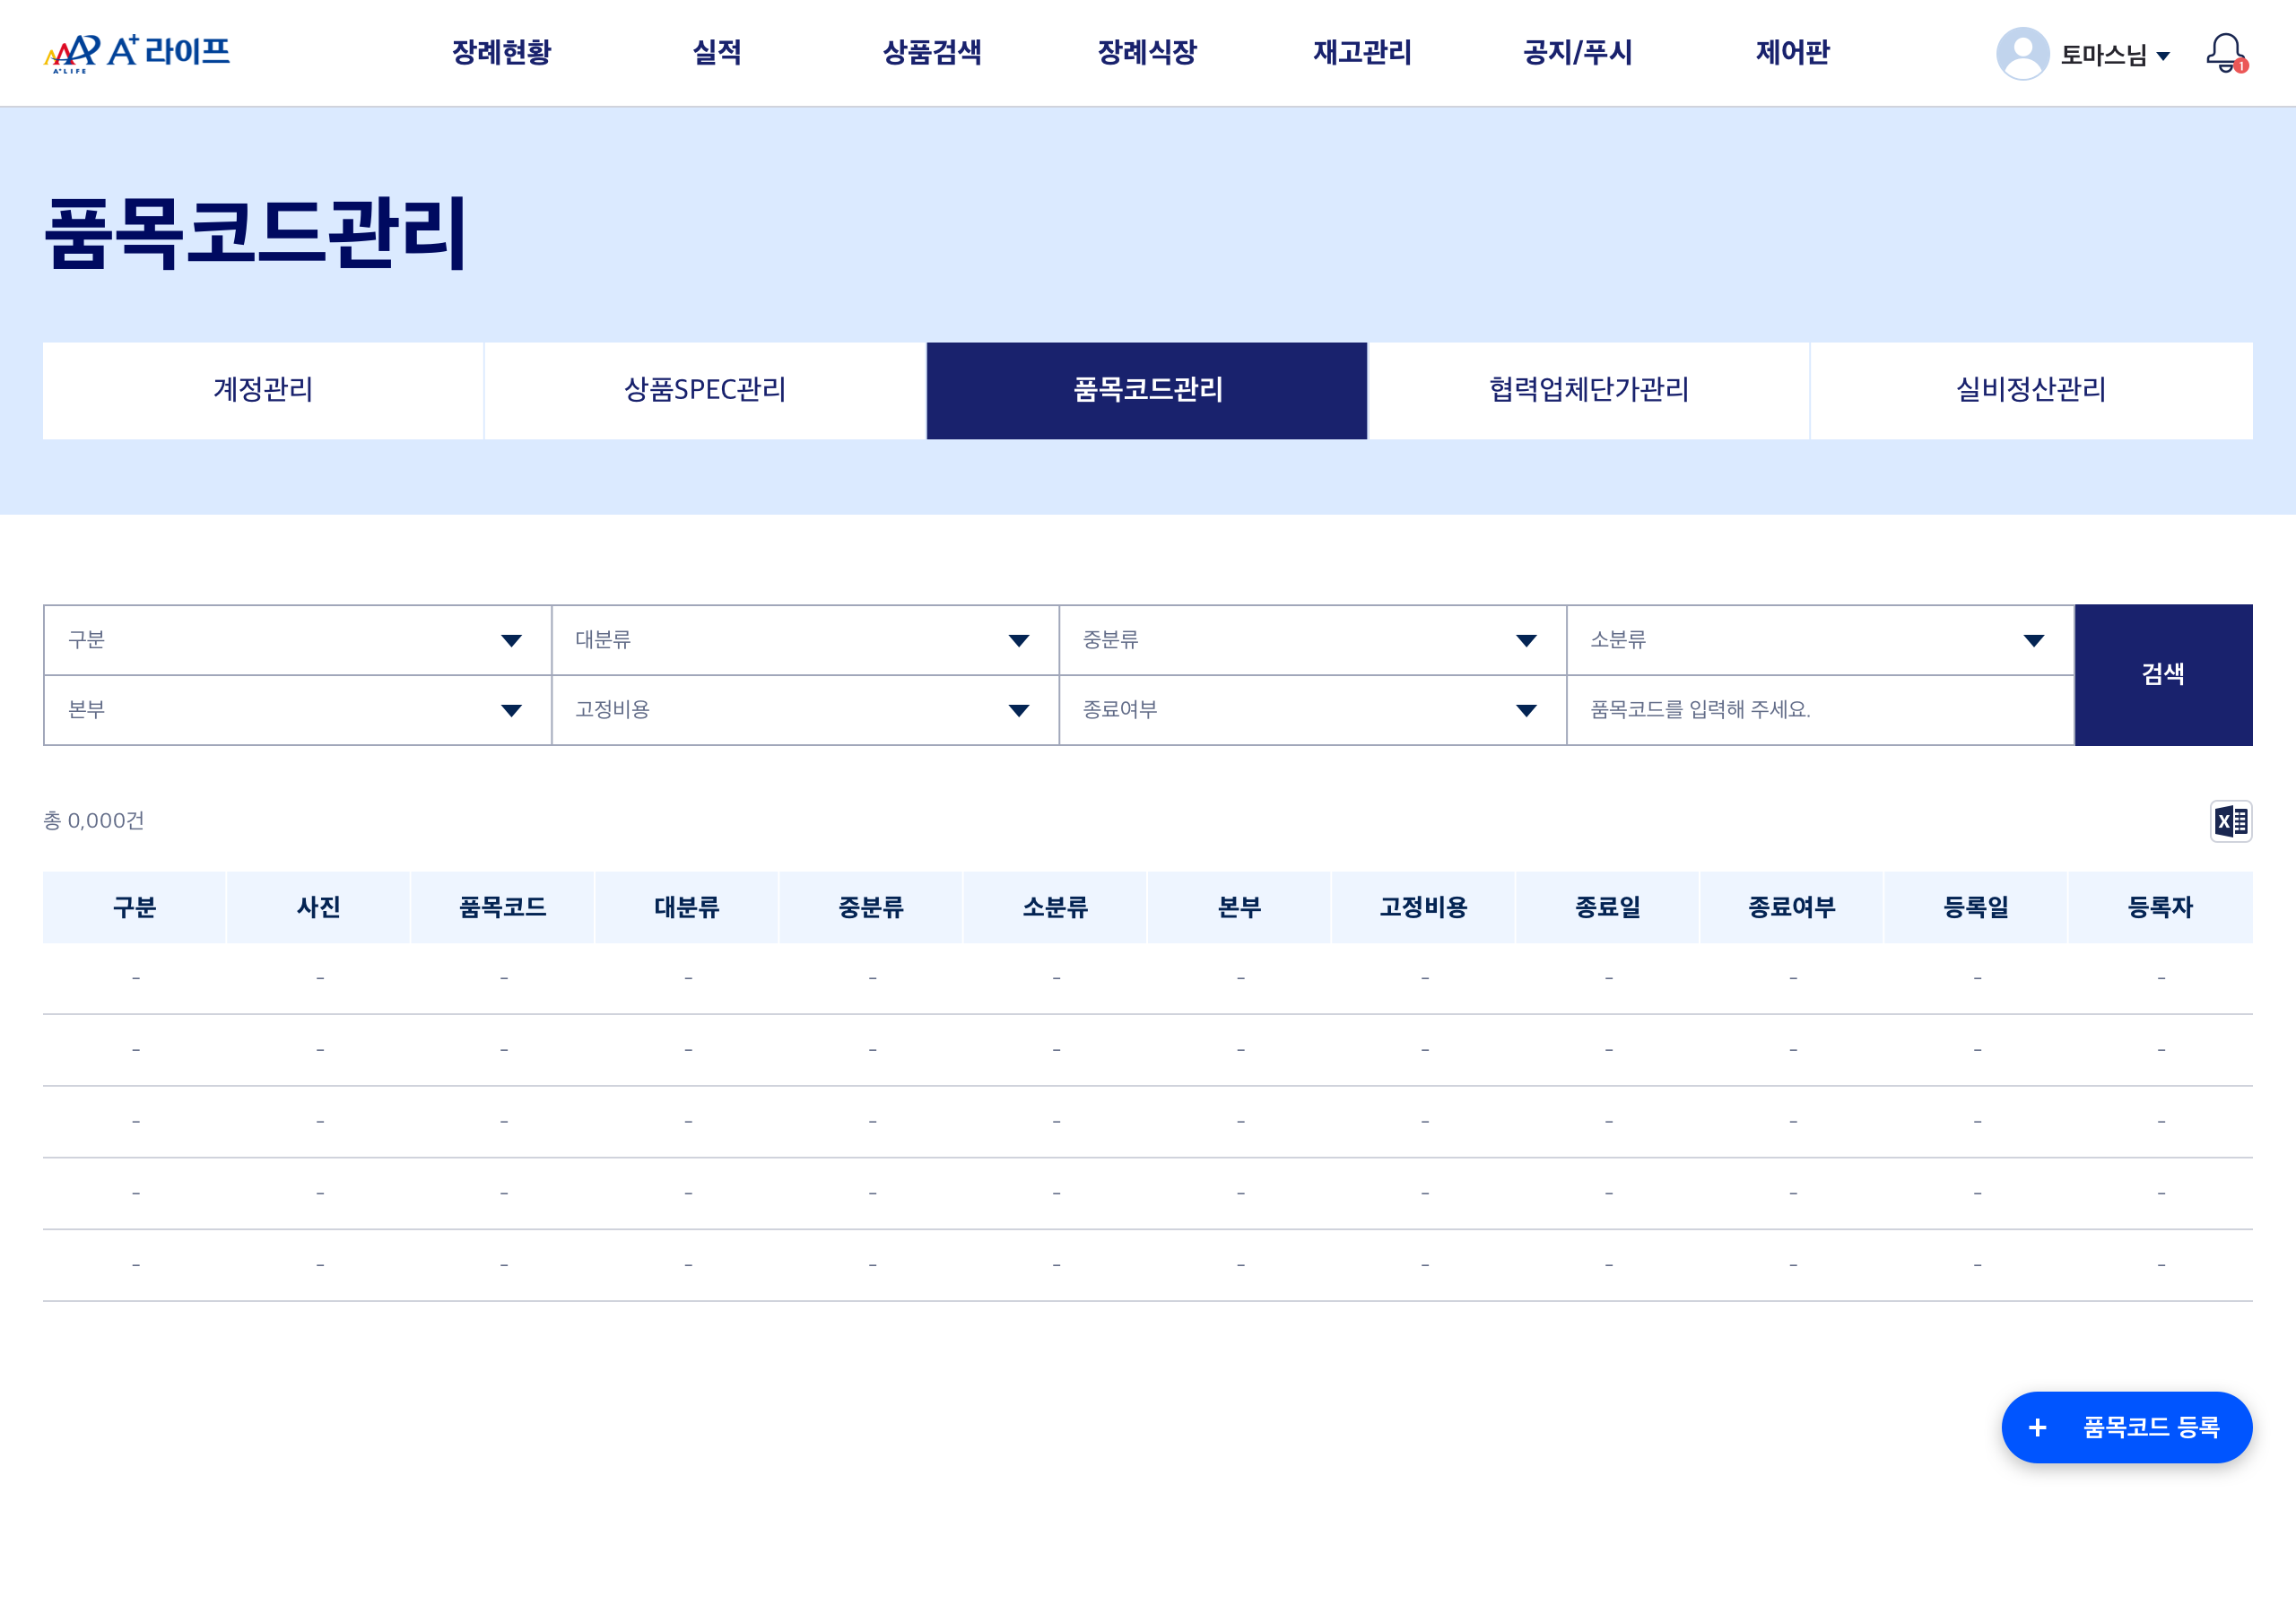 A+ LIFE A+ 라이프 장례현황 실적 상품검색 장례식장 재고관리 공지/푸시 제어판 토마스님 1
품목코드관리
계정관리 상품SPEC관리 품목코드관리 협력업체단가관리 실비정산관리
구분 대분류 중분류 소분류
검색
본부 고정비용 종료여부 품목코드를 입력해 주세요.
총 0,000건 X
구분 사진 품목코드 대분류 중분류 소분류 본부 고정비용 종료일 종료여부 등록일 등록자
- - - - - - - - - - - -
- - - - - - - - - - - -
- - - - - - - - - - - -
- - - - - - - - - - - -
- - - - - - - - - - - -
+ 품목코드 등록